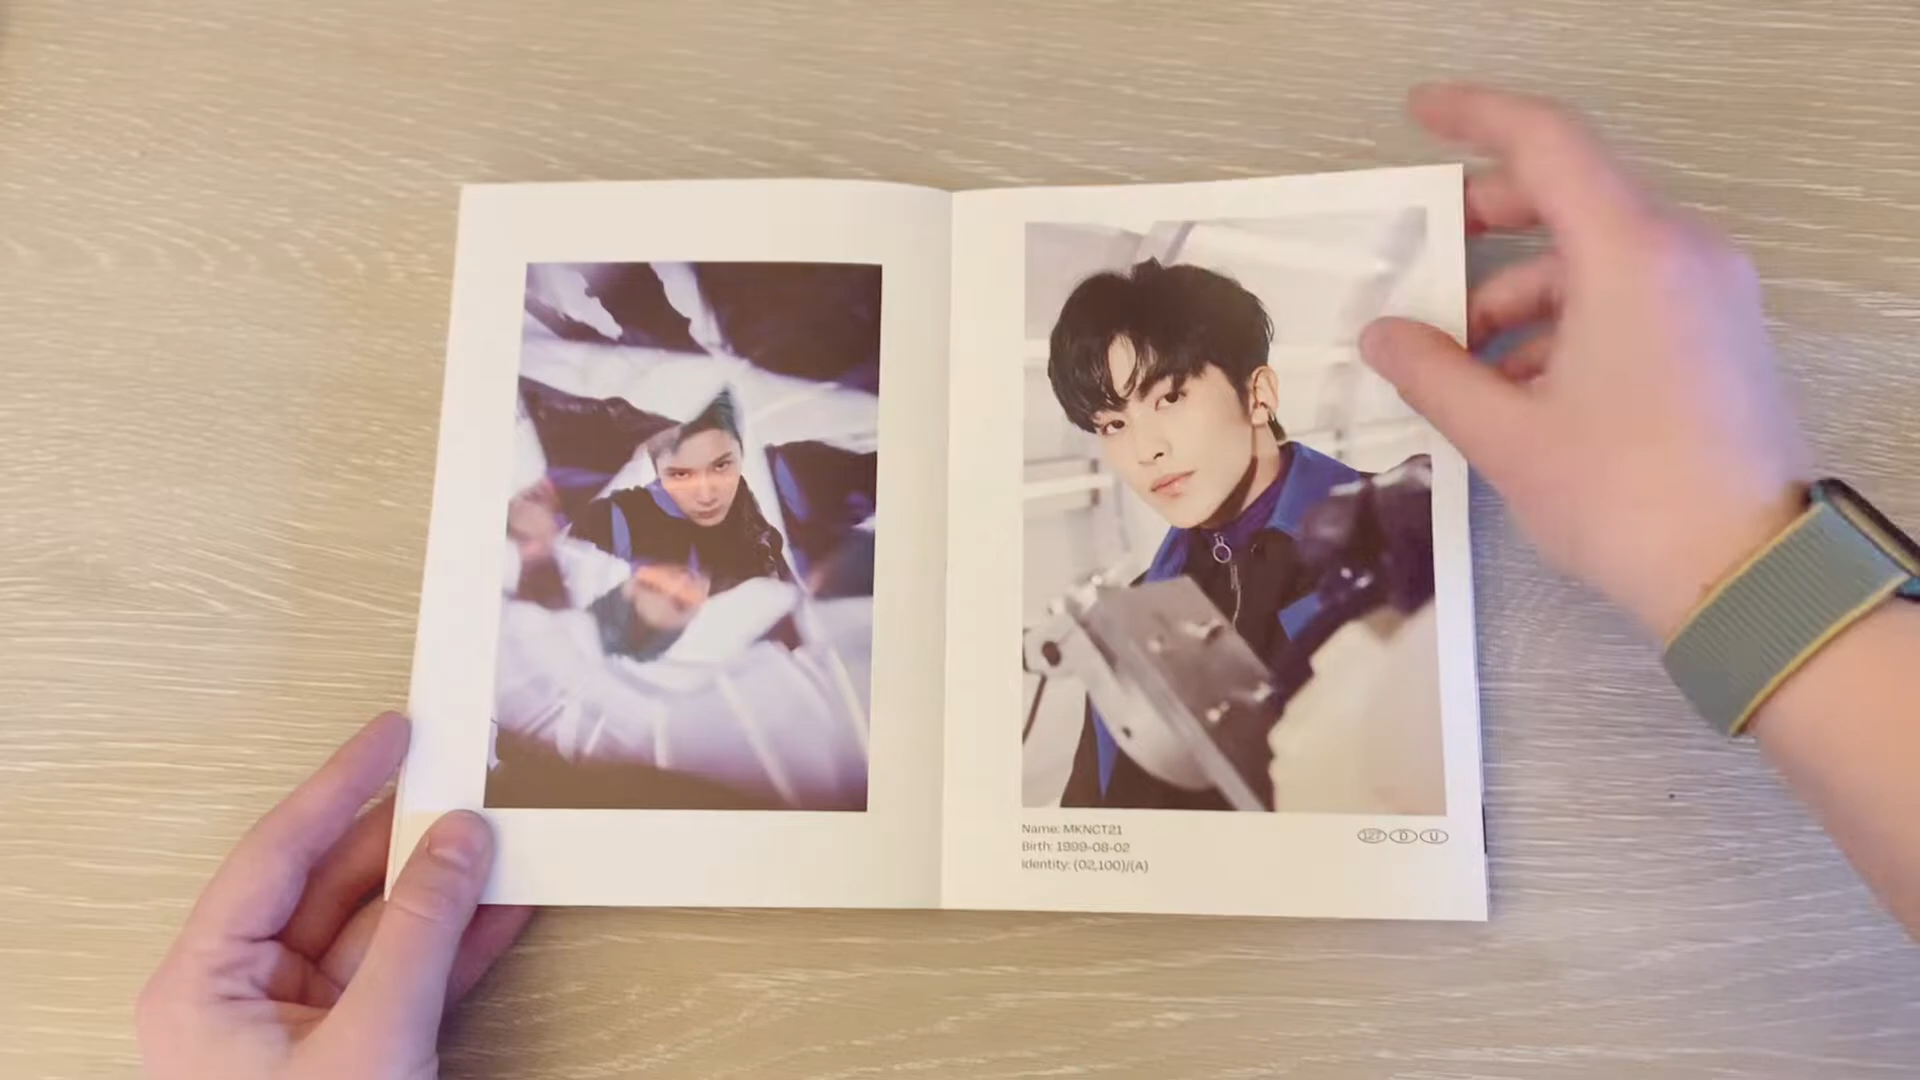 Name: MKNCT21
Birth: 1999-08-02
Identity: (02,100)/(A)
127 D U